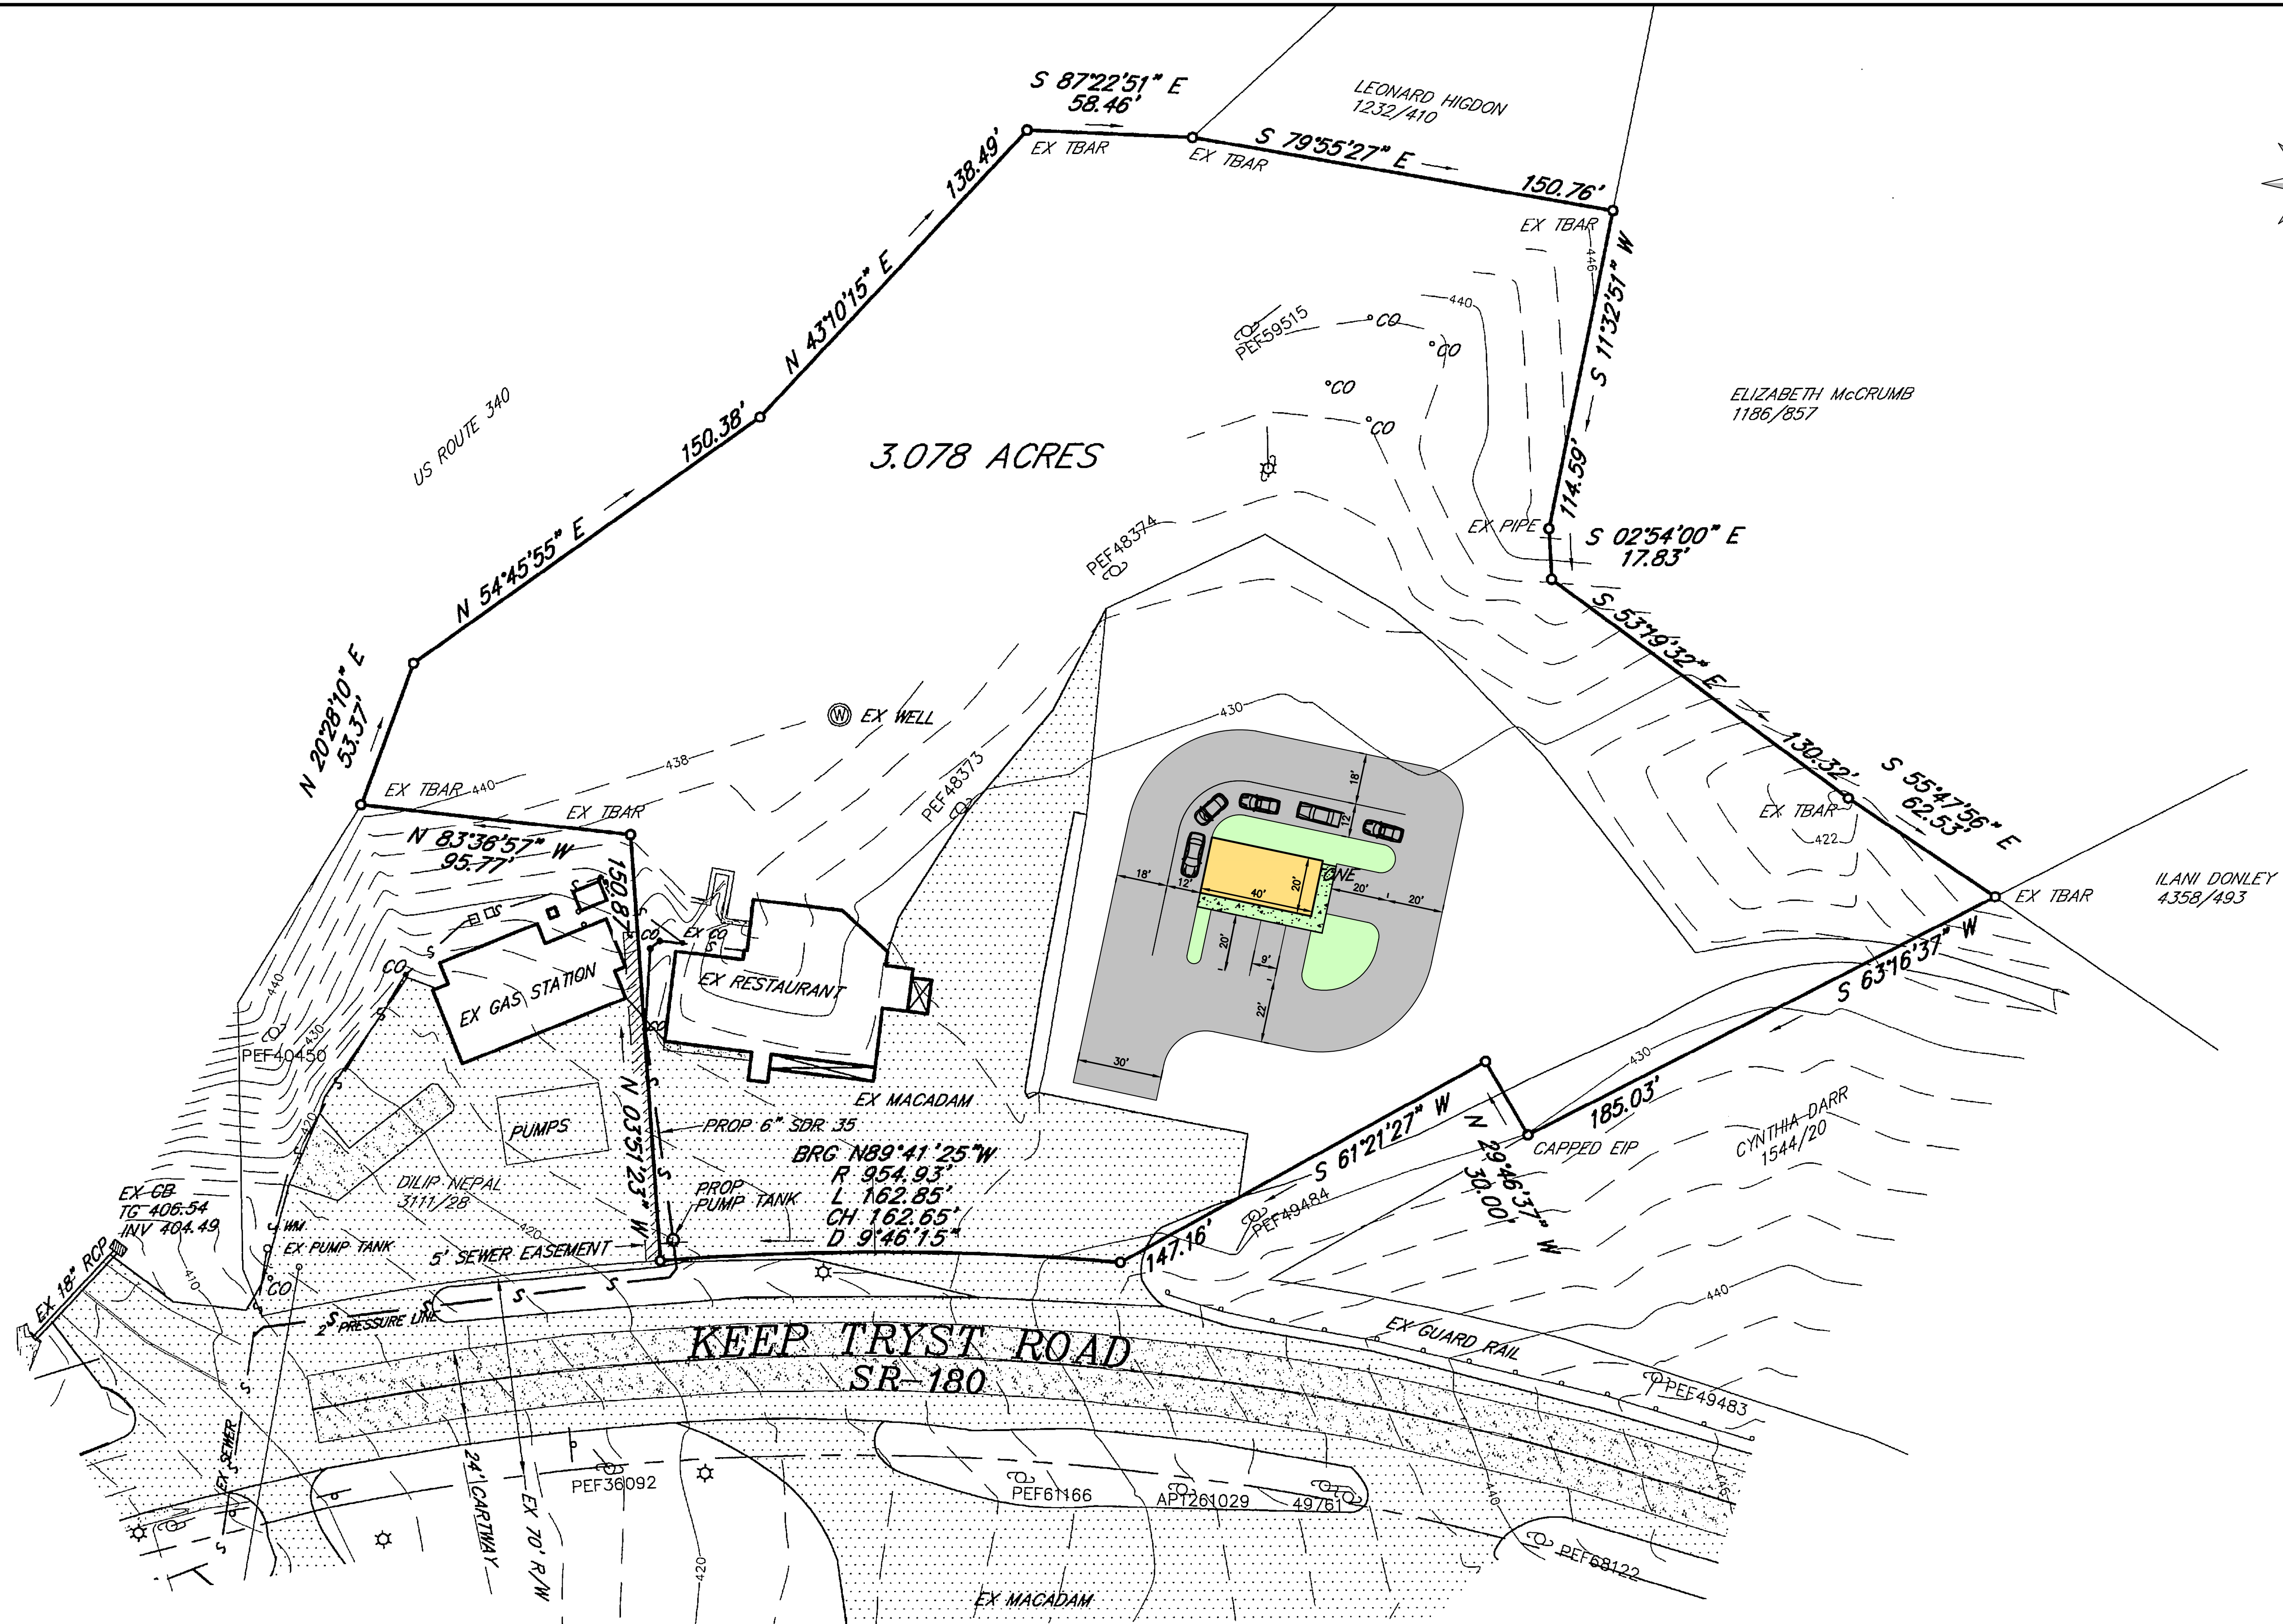 S 87°22'51" E
58.46'
LEONARD HIGDON
1232/410
EX TBAR
EX TBAR
S 79°55'27" E
150.76'
EX TBAR
138.49'
N 43°10'15" E
446
S 11°32'51" W
114.59'
440
CO
CO
CO
CO
PEF59515
ELIZABETH McCRUMB
1186/857
US ROUTE 340
150.38'
N 54°45'55" E
3.078 ACRES
PEF48374
EX PIPE
S 02°54'00" E
17.83'
S 53°19'32" E
130.32'
N 20°28'10" E
53.37'
W
EX WELL
430
438
440
EX TBAR
EX TBAR
PEF48373
S 55°47'56" E
62.53'
EX TBAR
422
EX TBAR
ILANI DONLEY
4358/493
N 83°36'57" W
95.77'
150.87'
18'
12'
18'
12'
40'
20'
20'
20'
20'
9'
22'
30'
S
S
CO
EX CO
S
CO
EX GAS STATION
EX RESTAURANT
440
430
PEF40450
420
S 63°16'37" W
185.03'
430
S
S
S
PUMPS
EX MACADAM
PROP 6" SDR 35
N 03°51'23" W
BRG N89°41'25"W
R 954.93'
L 162.85'
CH 162.65'
D 9°46'15"
PROP
PUMP TANK
S 61°21'27" W
147.16'
N 29°46'37" W
30.00'
CAPPED EIP
CYNTHIA DARR
1544/20
DILIP NEPAL
3111/28
EX CB
TG 406.54
INV 404.49
WM
EX PUMP TANK
5' SEWER EASEMENT
420
PEF49484
EX 18" RCP
410
CO
2" PRESSURE LINE
S
S
S
S
KEEP TRYST ROAD
SR-180
EX GUARD RAIL
440
PEF49483
EX SEWER
S
S
S
24' CARTWAY
EX 70' R/W
PEF36092
420
PEF61166
APT261029
49761
440
446
PEF68122
EX MACADAM